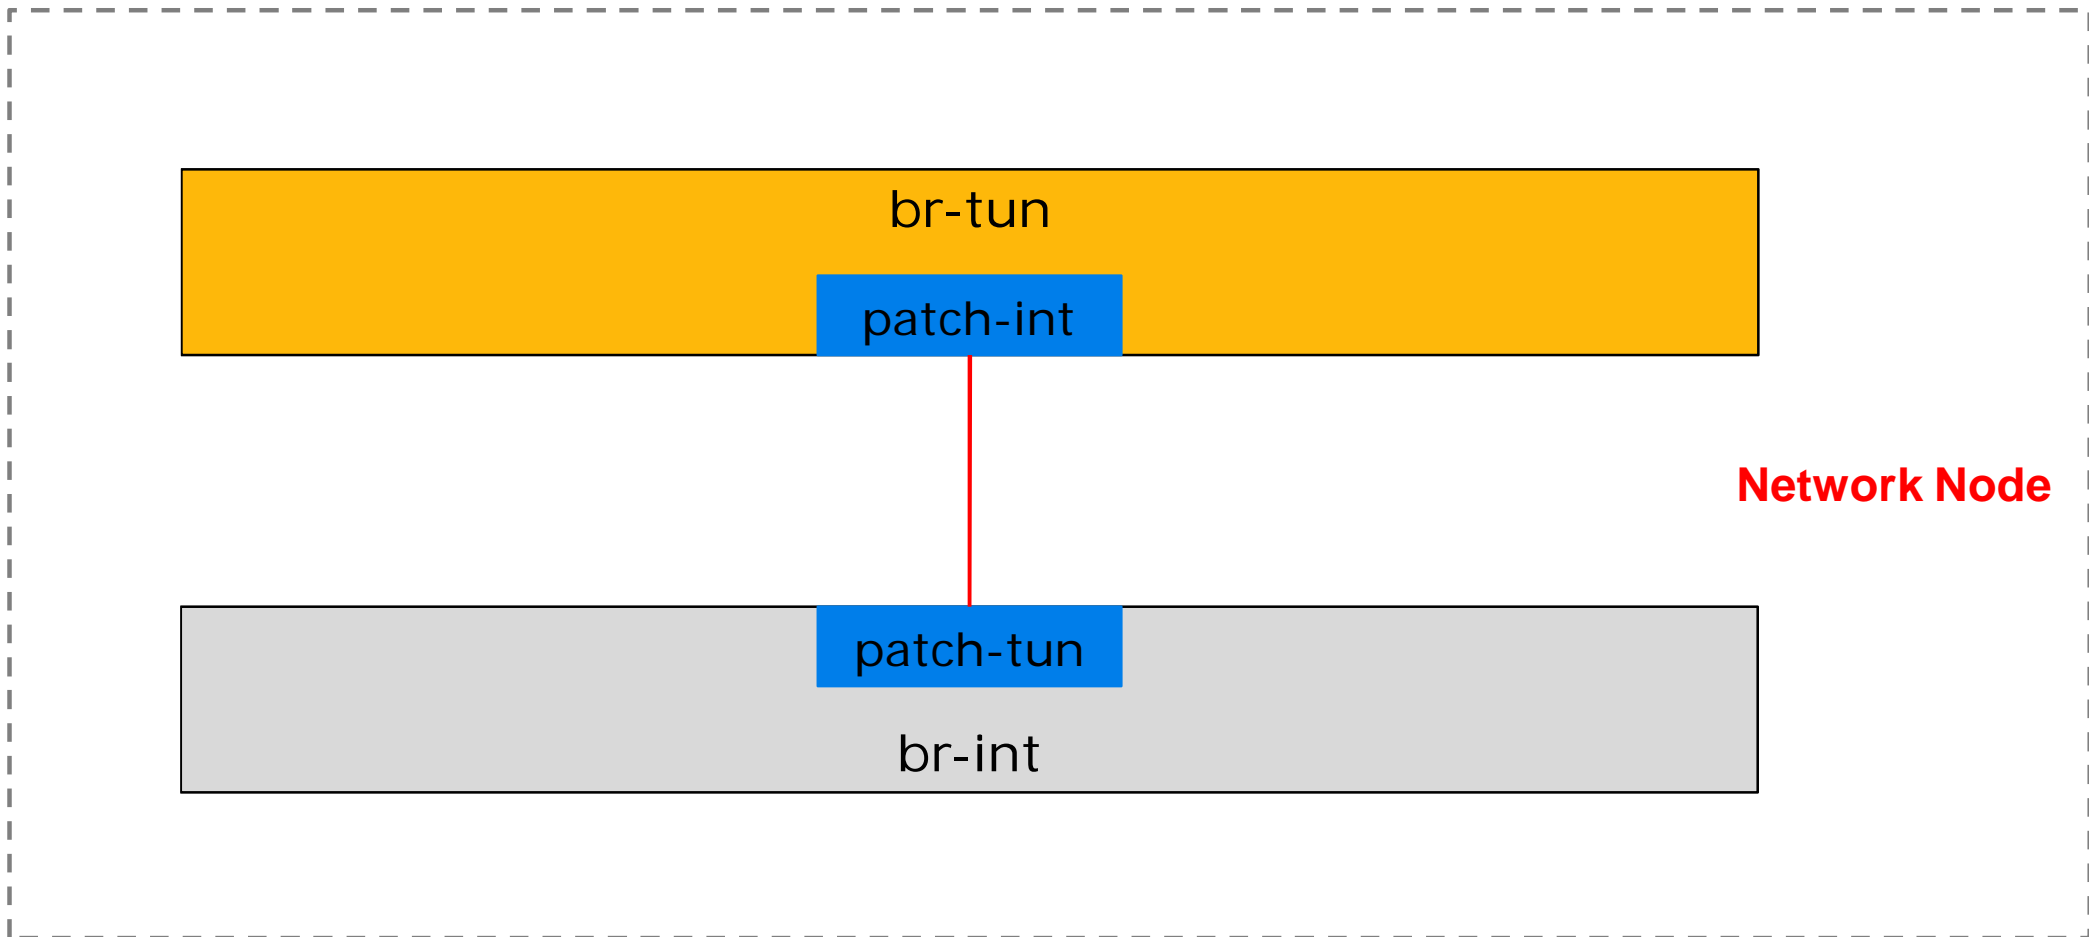 br-tun
patch-int
Network Node
patch-tun
br-int